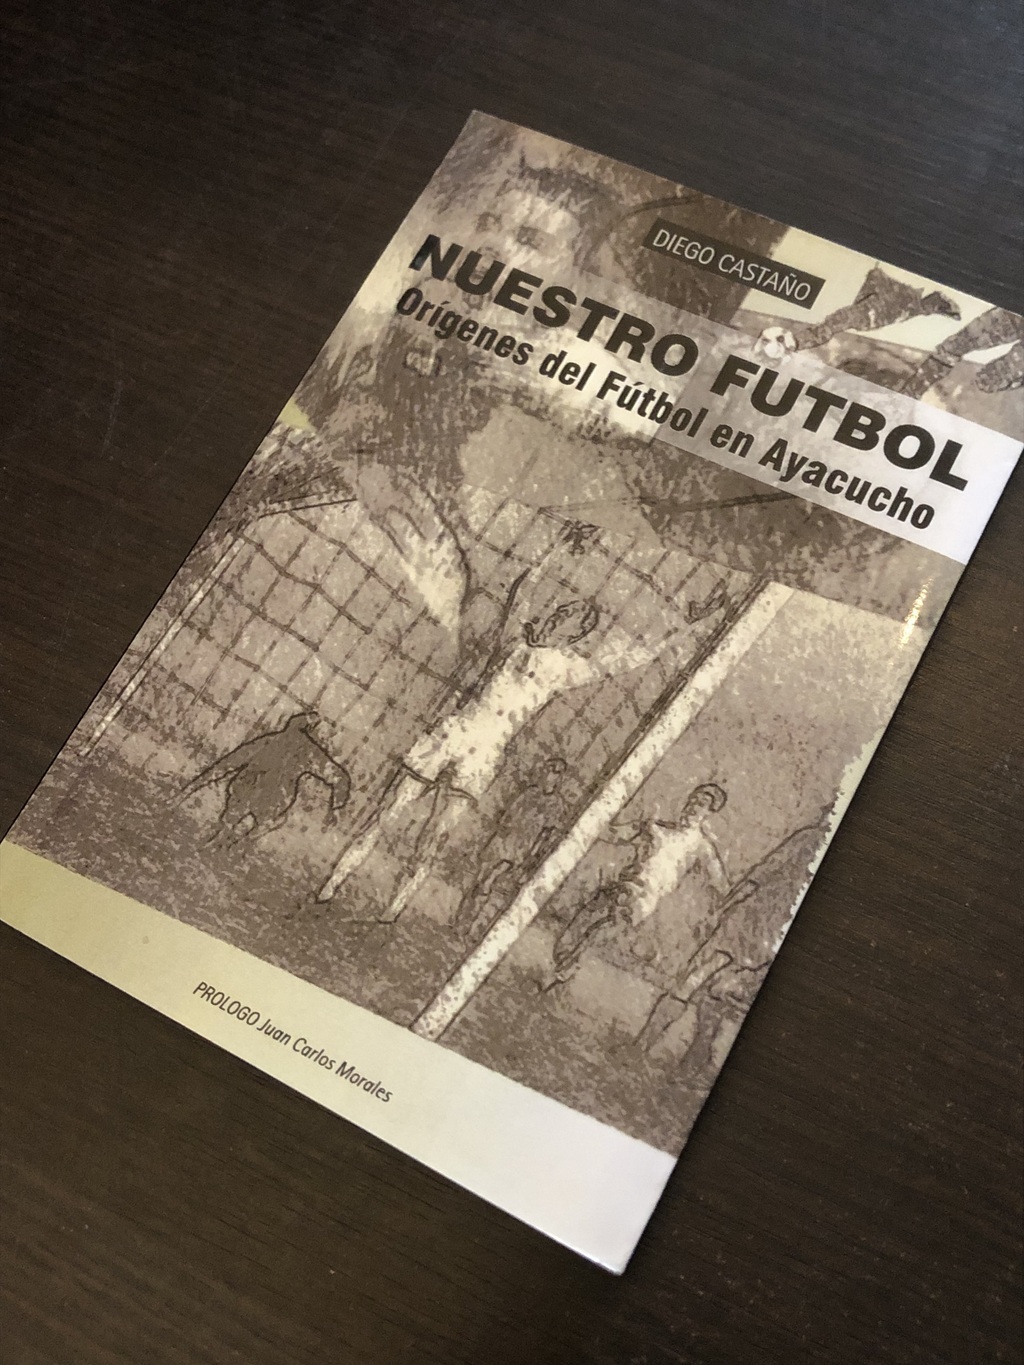 DIEGO CASTAÑO
NUESTRO FUTBOL
Orígenes del Fútbol en Ayacucho
PROLOGO Juan Carlos Morales